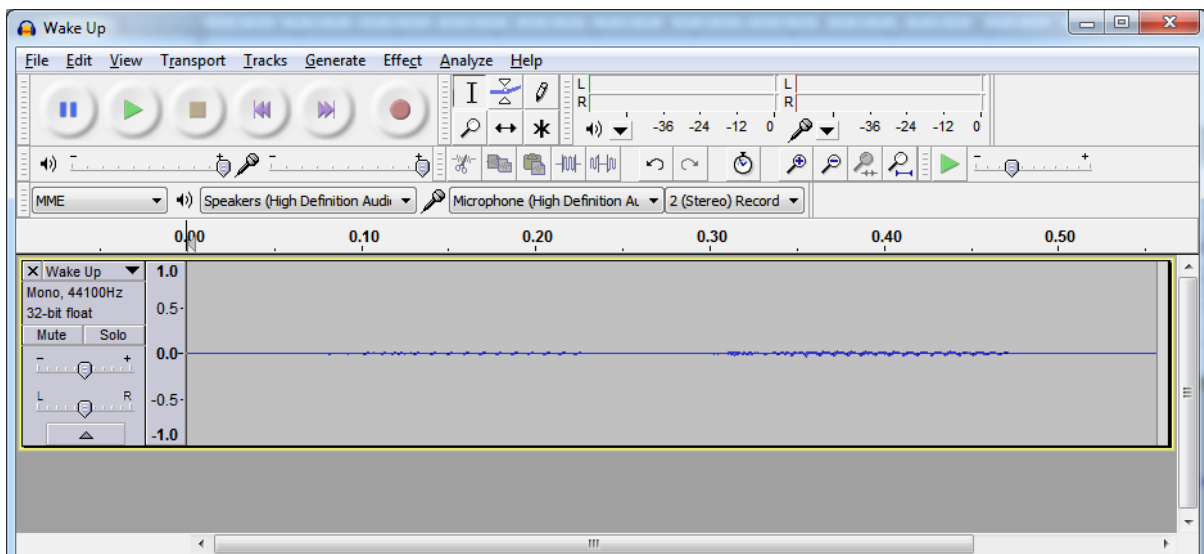 Wake Up
File Edit View Transport Tracks Generate Effect Analyze Help
L
R
-36 -24 -12 0
L
R
-36 -24 -12 0
- +
MME
Speakers (High Definition Audi
Microphone (High Definition Au
2 (Stereo) Record
0.00 0.10 0.20 0.30 0.40 0.50
X Wake Up
Mono, 44100Hz
32-bit float
Mute Solo
- +
L R
1.0
0.5-
0.0-
-0.5-
-1.0